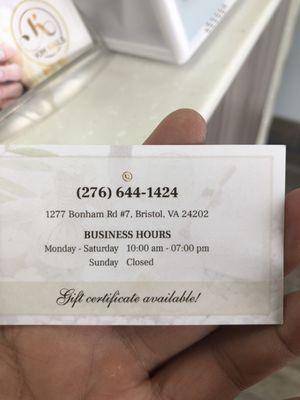 (276) 644-1424
1277 Bonham Rd #7, Bristol, VA 24202
BUSINESS HOURS
Monday - Saturday 10:00 am - 07:00 pm
Sunday Closed
Gift certificate available!